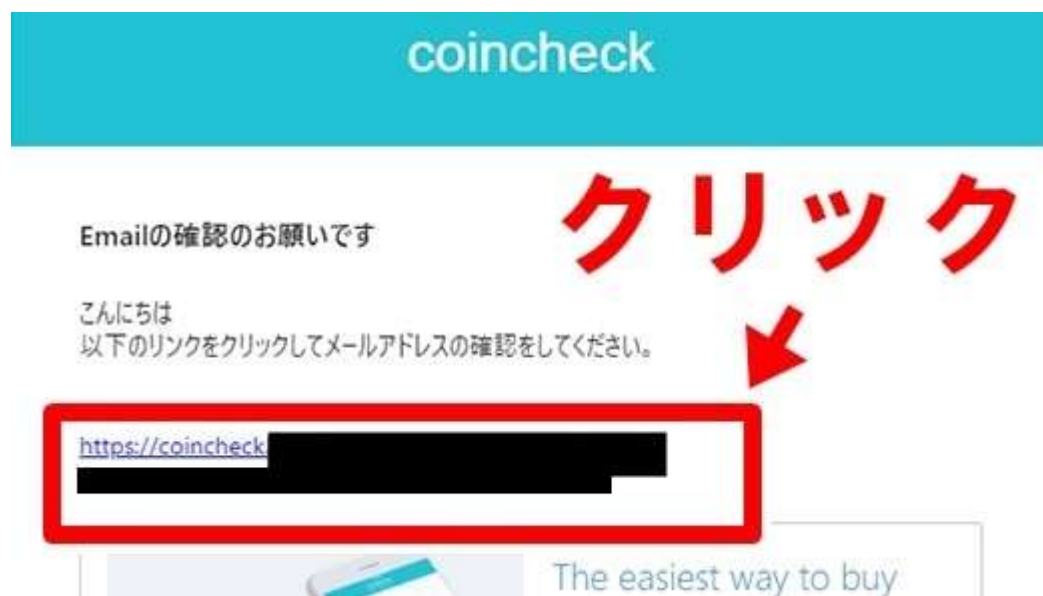 coincheck
クリック
Emailの確認のお願いです
こんにちは
以下のリンクをクリックしてメールアドレスの確認をしてください。
https://coincheck.
The easiest way to buy